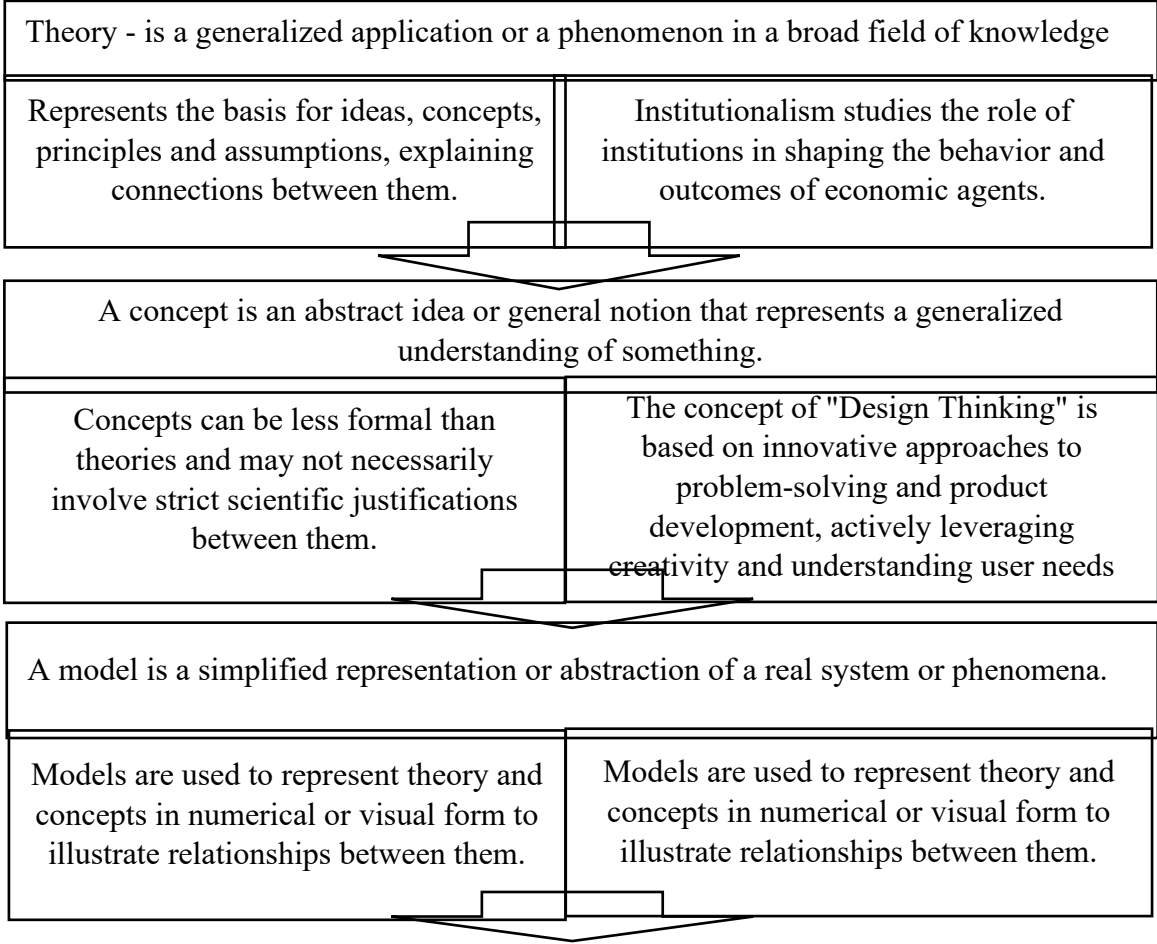 Theory - is a generalized application or a phenomenon in a broad field of knowledge
Represents the basis for ideas, concepts,
principles and assumptions, explaining
connections between them.
Institutionalism studies the role of
institutions in shaping the behavior and
outcomes of economic agents.
A concept is an abstract idea or general notion that represents a generalized
understanding of something.
Concepts can be less formal than
theories and may not necessarily
involve strict scientific justifications
between them.
The concept of "Design Thinking" is
based on innovative approaches to
problem-solving and product
development, actively leveraging
creativity and understanding user needs
A model is a simplified representation or abstraction of a real system or phenomena.
Models are used to represent theory and
concepts in numerical or visual form to
illustrate relationships between them.
Models are used to represent theory and
concepts in numerical or visual form to
illustrate relationships between them.